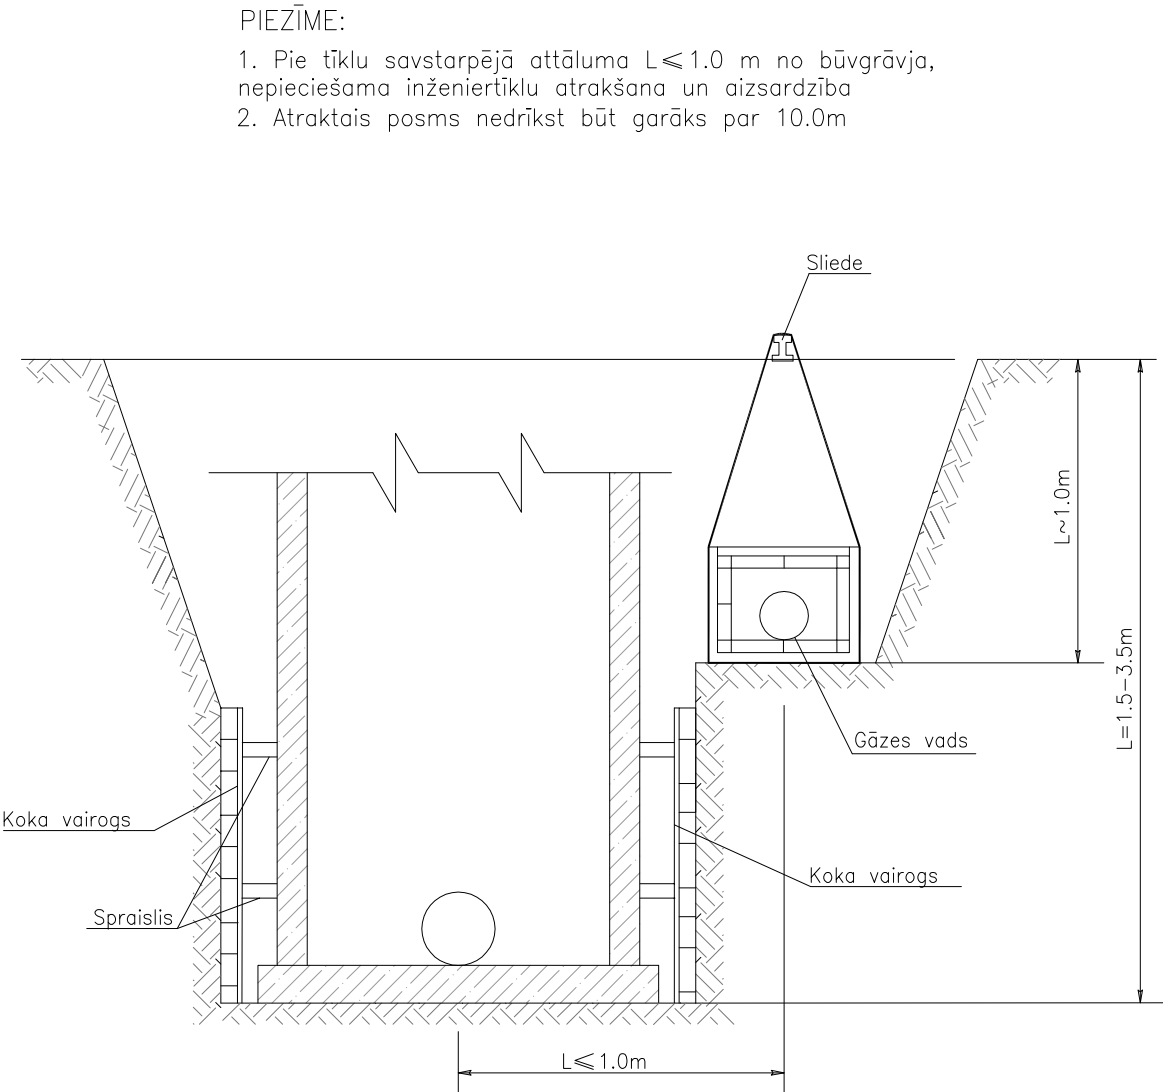 PIEZĪME:
1. Pie tīklu savstarpējā attāluma L⩽1.0 m no būvgrāvja,
nepieciešama inženiertīklu atrakšana un aizsardzība
2. Atraktais posms nedrīkst būt garāks par 10.0m
Sliede
L~1.0m
L=1.5-3.5m
Gāzes vads
Koka vairogs
Koka vairogs
Spraislis
L⩽1.0m